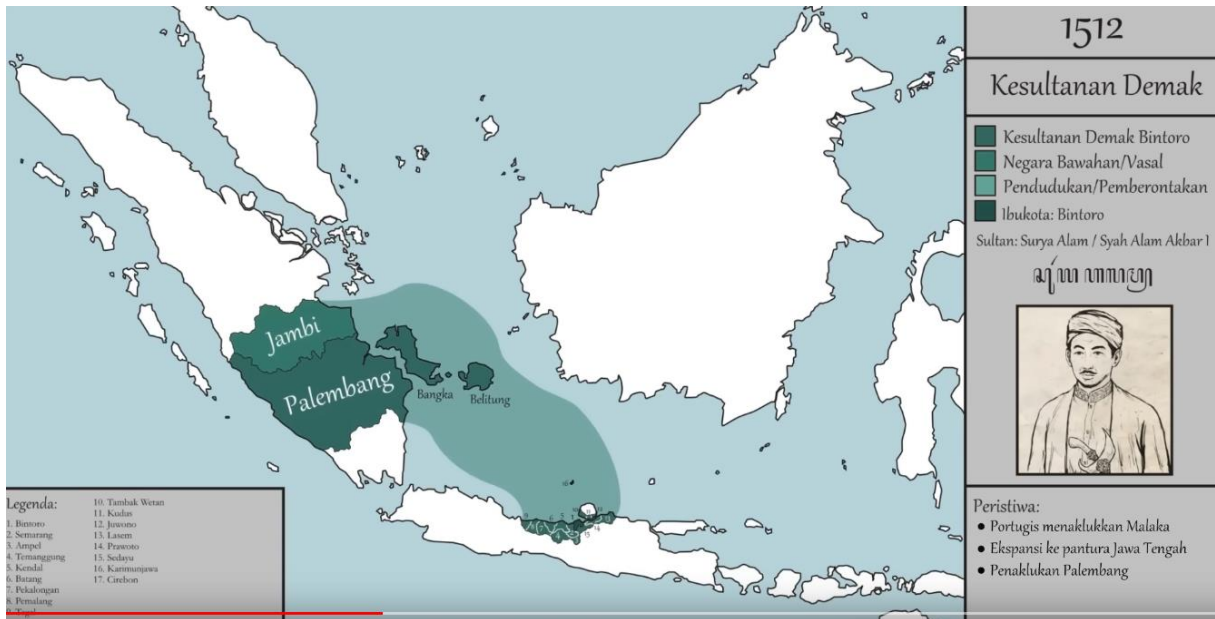 1512
Kesultanan Demak
Kesultanan Demak Bintoro
Negara Bawahan/Vasal
Pendudukan/Pemberontakan
Ibukota: Bintoro
Sultan: Surya Alam / Syah Alam Akbar I
Peristiwa:
● Portugis menaklukkan Malaka
● Ekspansi ke pantura Jawa Tengah
● Penaklukan Palembang
Jambi
Palembang
Bangka
Belitung
Legenda:
1. Bintoro
2. Semarang
3. Ampel
4. Temanggung
5. Kendal
6. Batang
7. Pekalongan
8. Pemalang
9. Tegal
10. Tambak Wetan
11. Kudus
12. Juwono
13. Lasem
14. Prawoto
15. Sedayu
16. Karimunjawa
17. Cirebon